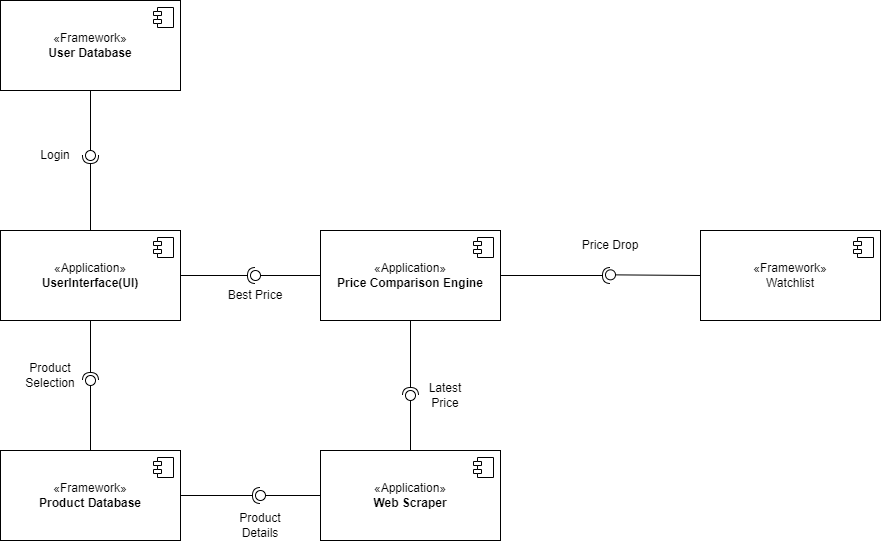 «Framework»
User Database
Login
«Application»
UserInterface(UI)
Best Price
«Application»
Price Comparison Engine
Price Drop
«Framework»
Watchlist
Product
Selection
Latest
Price
«Framework»
Product Database
Product
Details
«Application»
Web Scraper